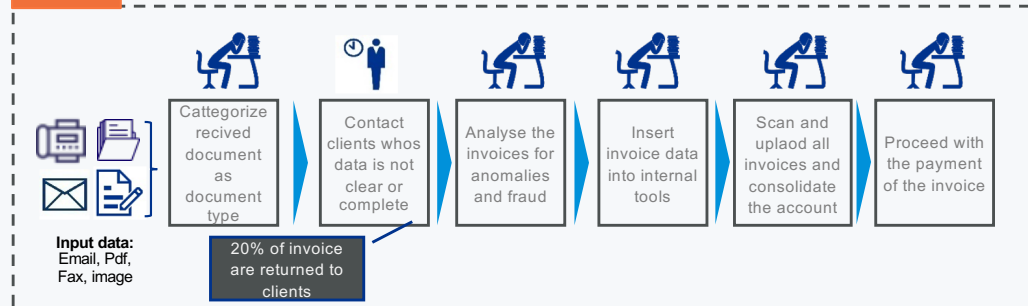 Cattegorize
recived
document
as
document
type
Contact
clients whos
data is not
clear or
complete
Analyse the
invoices for
anomalies
and fraud
Insert
invoice data
into internal
tools
Scan and
uplaod all
invoices and
consolidate
the account
Proceed with
the payment
of the invoice
Input data:
Email, Pdf,
Fax, image
20% of invoice
are returned to
clients